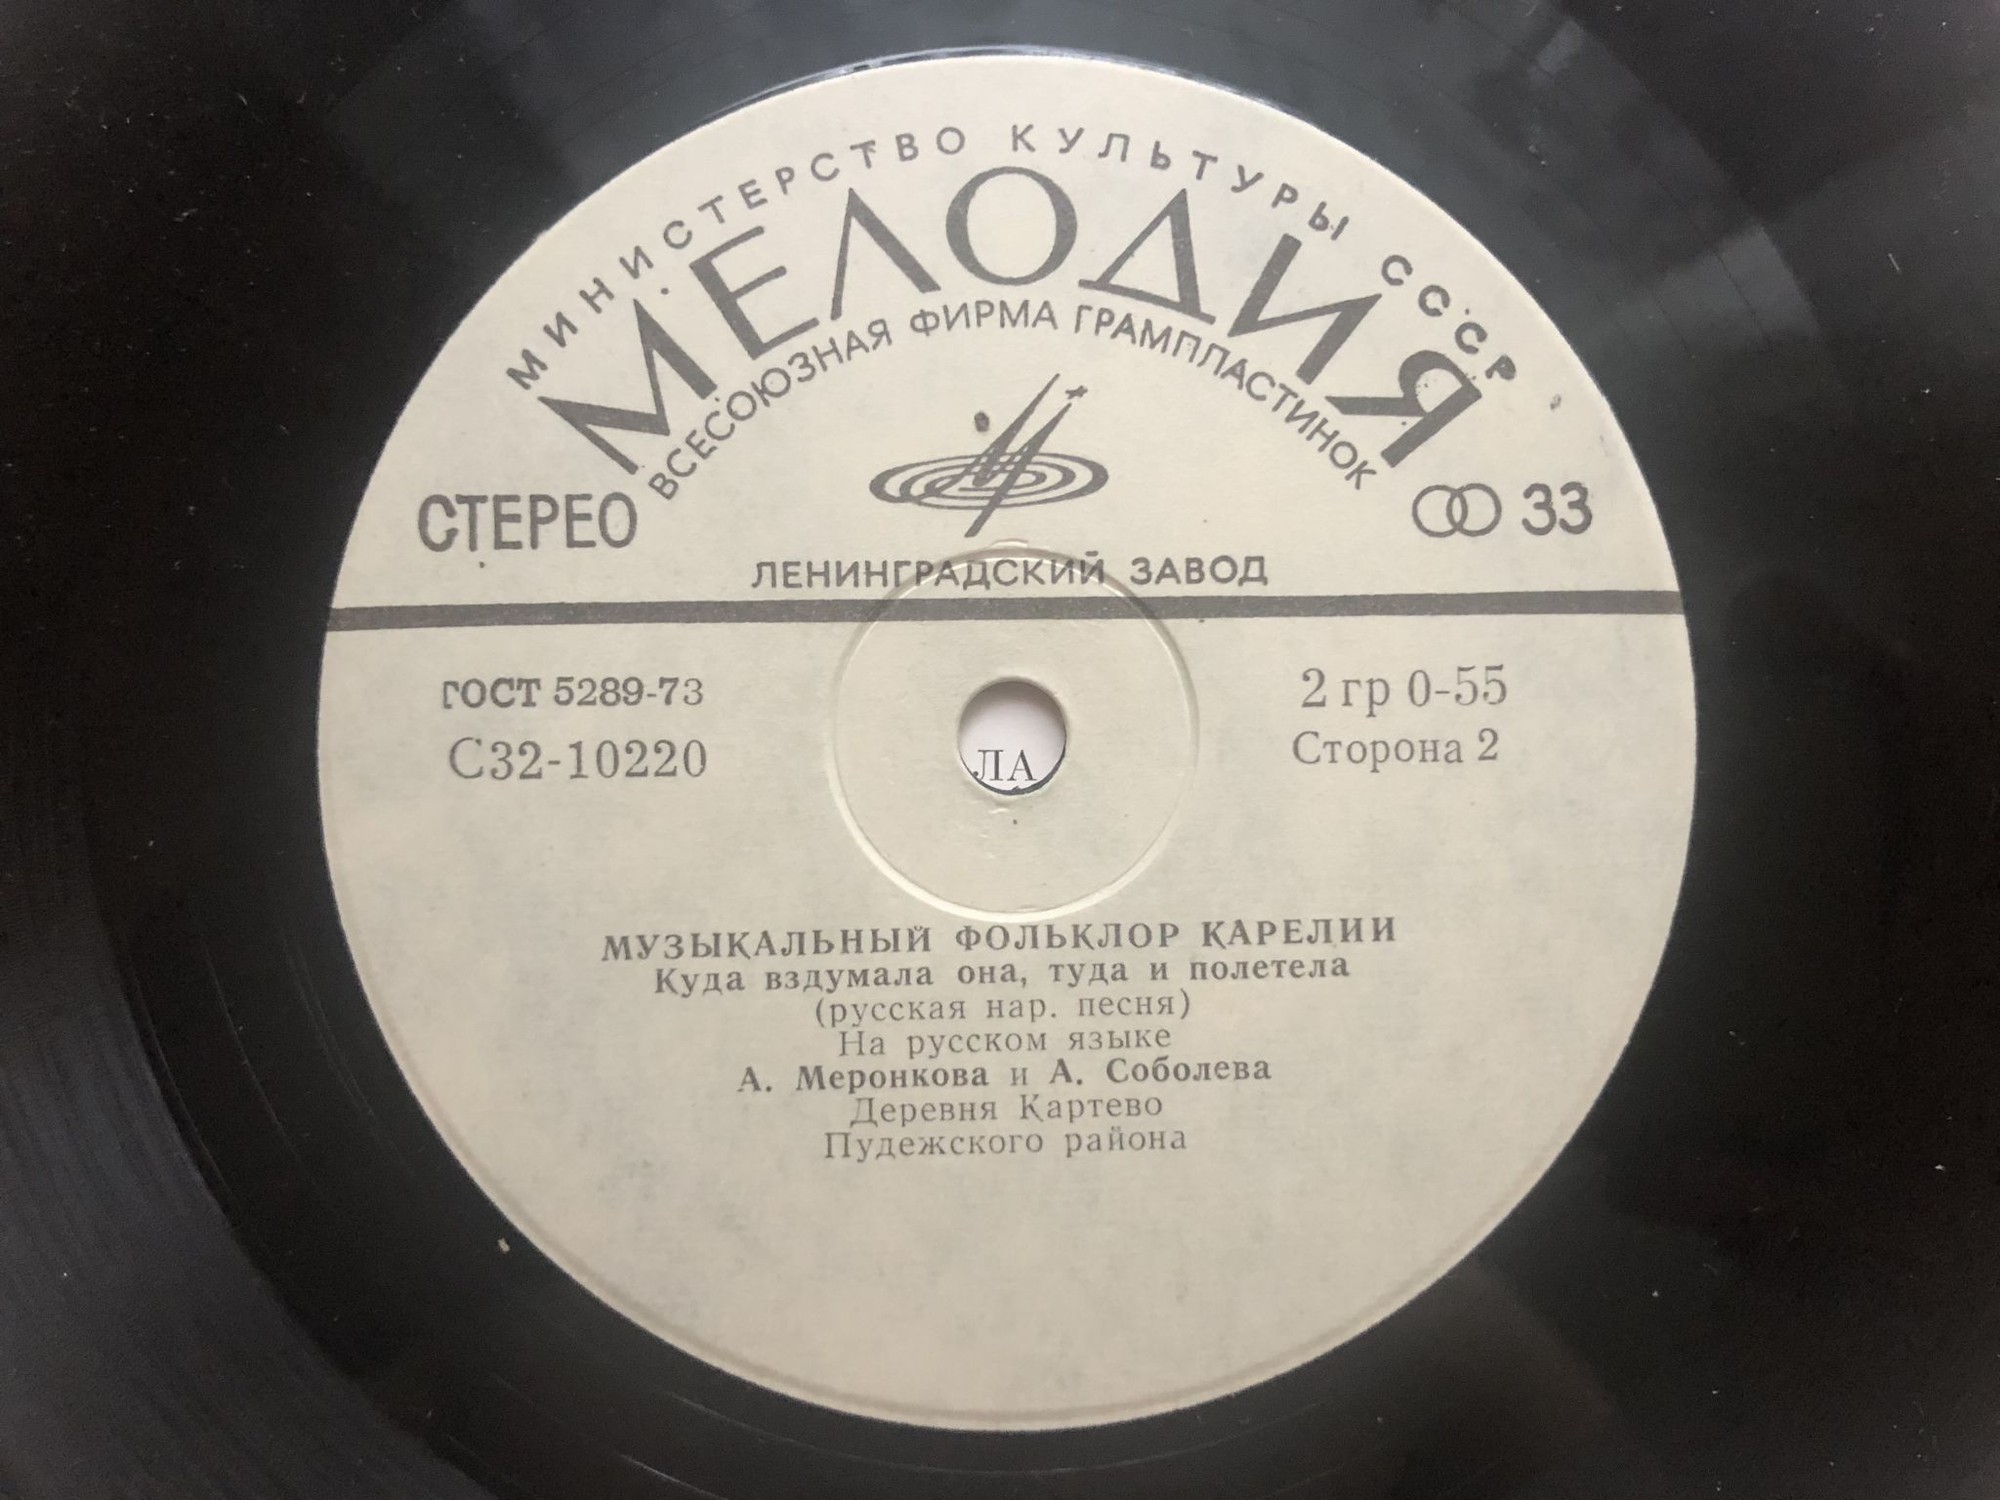 МИНИСТЕРСТВО КУЛЬТУРЫ СССР
МЕЛОДИЯ
ВСЕСОЮЗНАЯ ФИРМА ГРАМПЛАСТИНОК
СТЕРЕО
33
ЛЕНИНГРАДСКИЙ ЗАВОД
ГОСТ 5289-73
2 гр 0-55
С32-10220
Сторона 2
ЛА
МУЗЫКАЛЬНЫЙ ФОЛЬКЛОР КАРЕЛИИ
Куда вздумала она, туда и полетела
(русская нар. песня)
На русском языке
А. Меронкова и А. Соболева
Деревня Картево
Пудежского района